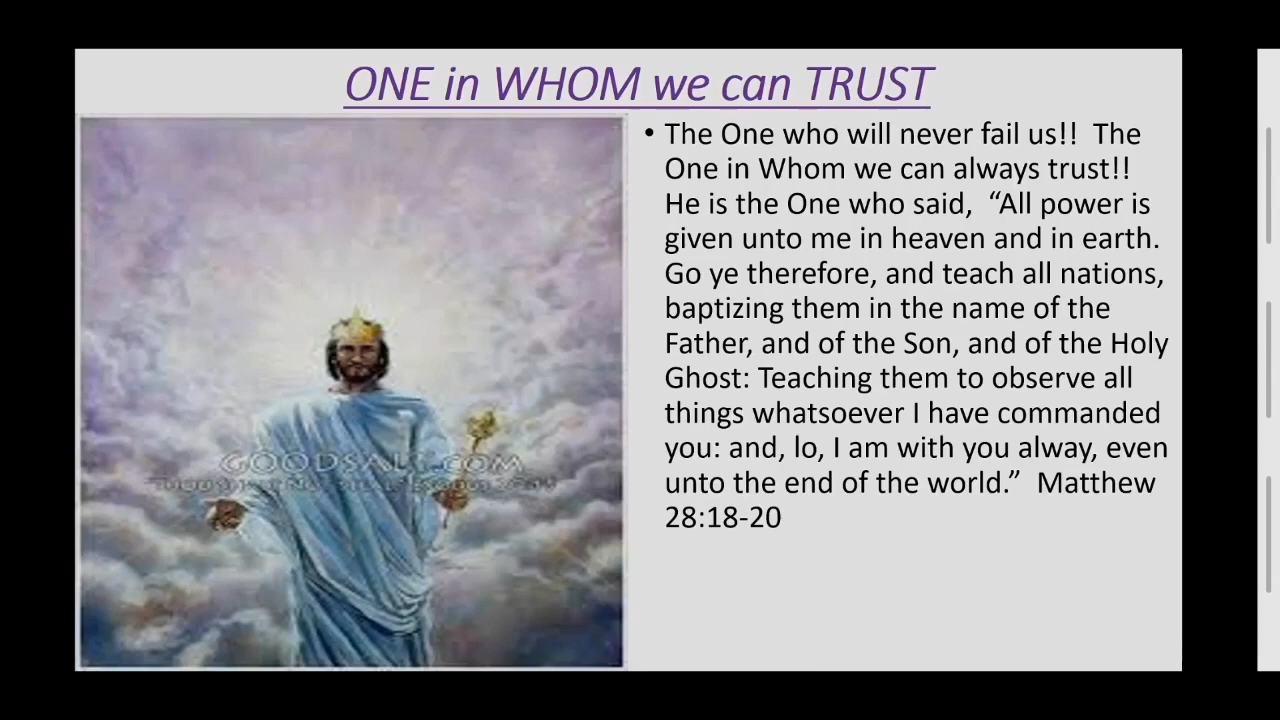 ONE in WHOM we can TRUST
• The One who will never fail us!!  The
One in Whom we can always trust!!
He is the One who said,  “All power is
given unto me in heaven and in earth.
Go ye therefore, and teach all nations,
baptizing them in the name of the
Father, and of the Son, and of the Holy
Ghost: Teaching them to observe all
things whatsoever I have commanded
you: and, lo, I am with you alway, even
unto the end of the world.”  Matthew
28:18-20
GOODSALT.COM